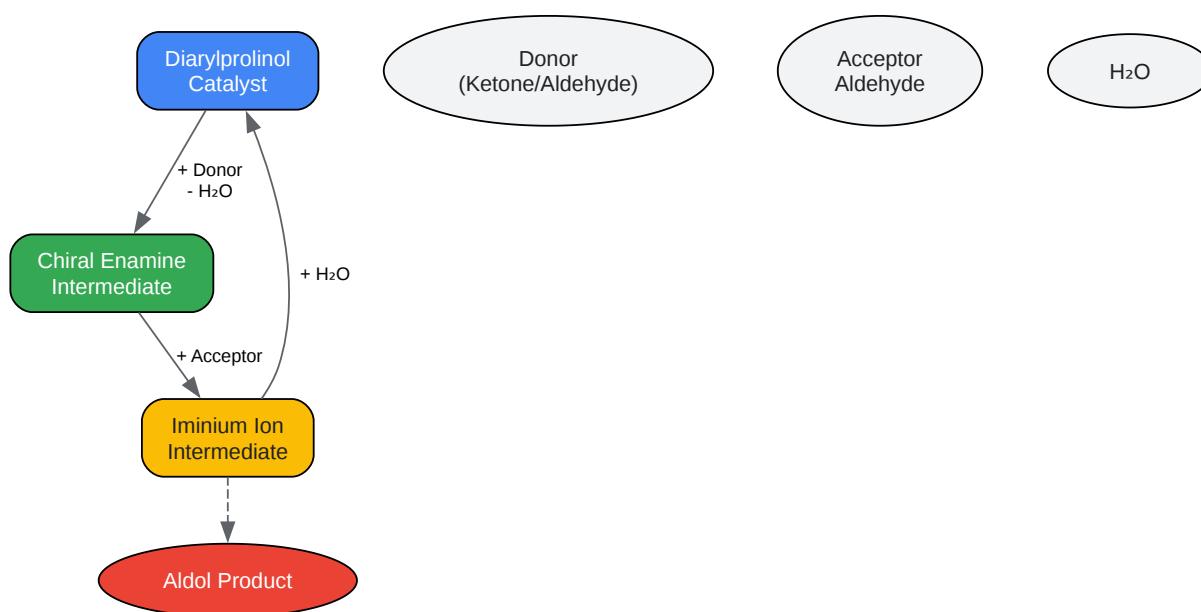 Diarylprolinol
Catalyst
Donor
(Ketone/Aldehyde)
Acceptor
Aldehyde
H₂O
+ Donor
- H₂O
Chiral Enamine
Intermediate
+ H₂O
+ Acceptor
Iminium Ion
Intermediate
Aldol Product